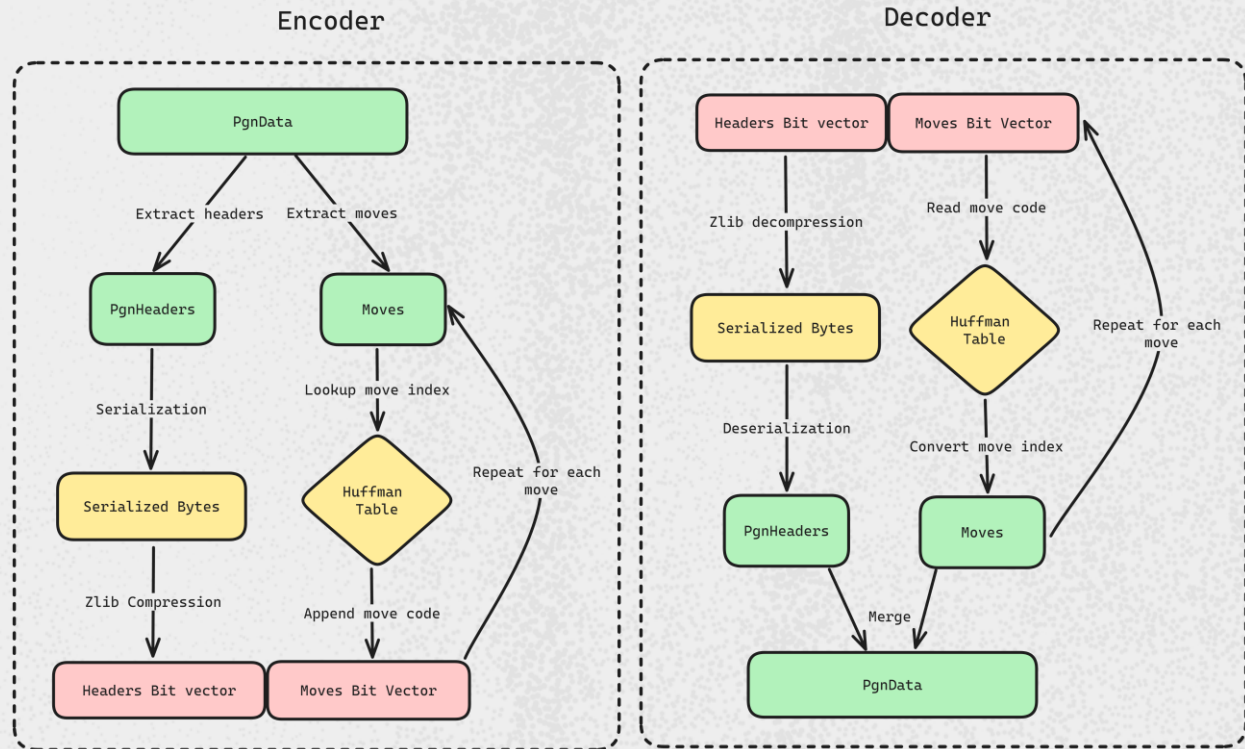 Encoder
PgnData
Extract headers
Extract moves
PgnHeaders
Moves
Lookup move index
Serialization
Repeat for each
move
Serialized Bytes
Huffman
Table
Zlib Compression
Append move code
Headers Bit vector
Moves Bit Vector
Decoder
Headers Bit vector
Moves Bit Vector
Zlib decompression
Read move code
Serialized Bytes
Huffman
Table
Repeat for each
move
Deserialization
Convert move index
PgnHeaders
Moves
Merge
PgnData